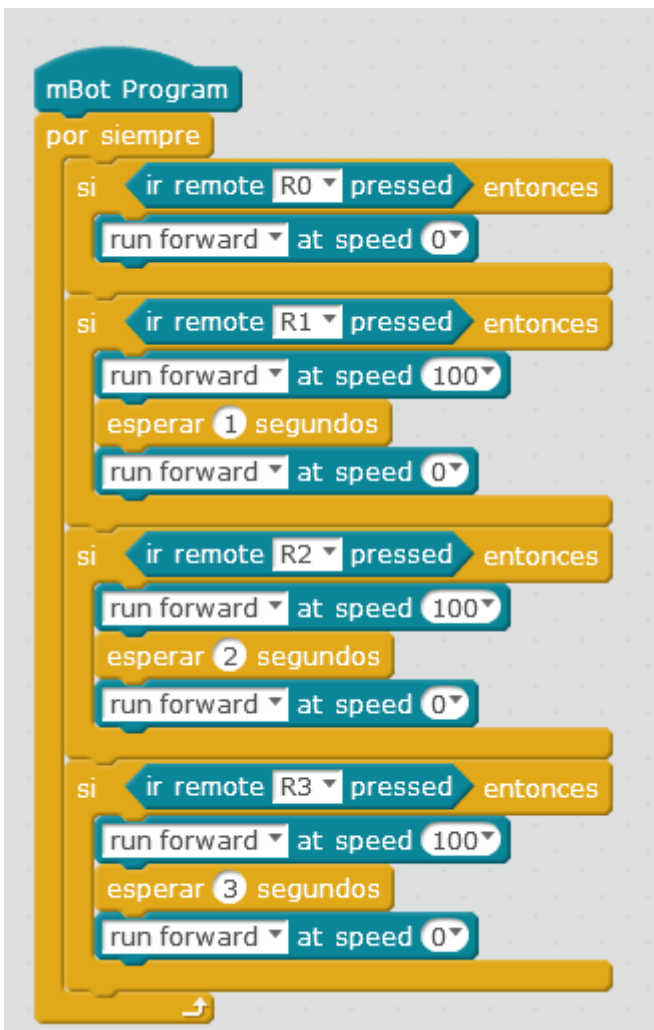 mBot Program
por siempre
si ir remote R0 pressed entonces
run forward at speed 0
si ir remote R1 pressed entonces
run forward at speed 100
esperar 1 segundos
run forward at speed 0
si ir remote R2 pressed entonces
run forward at speed 100
esperar 2 segundos
run forward at speed 0
si ir remote R3 pressed entonces
run forward at speed 100
esperar 3 segundos
run forward at speed 0